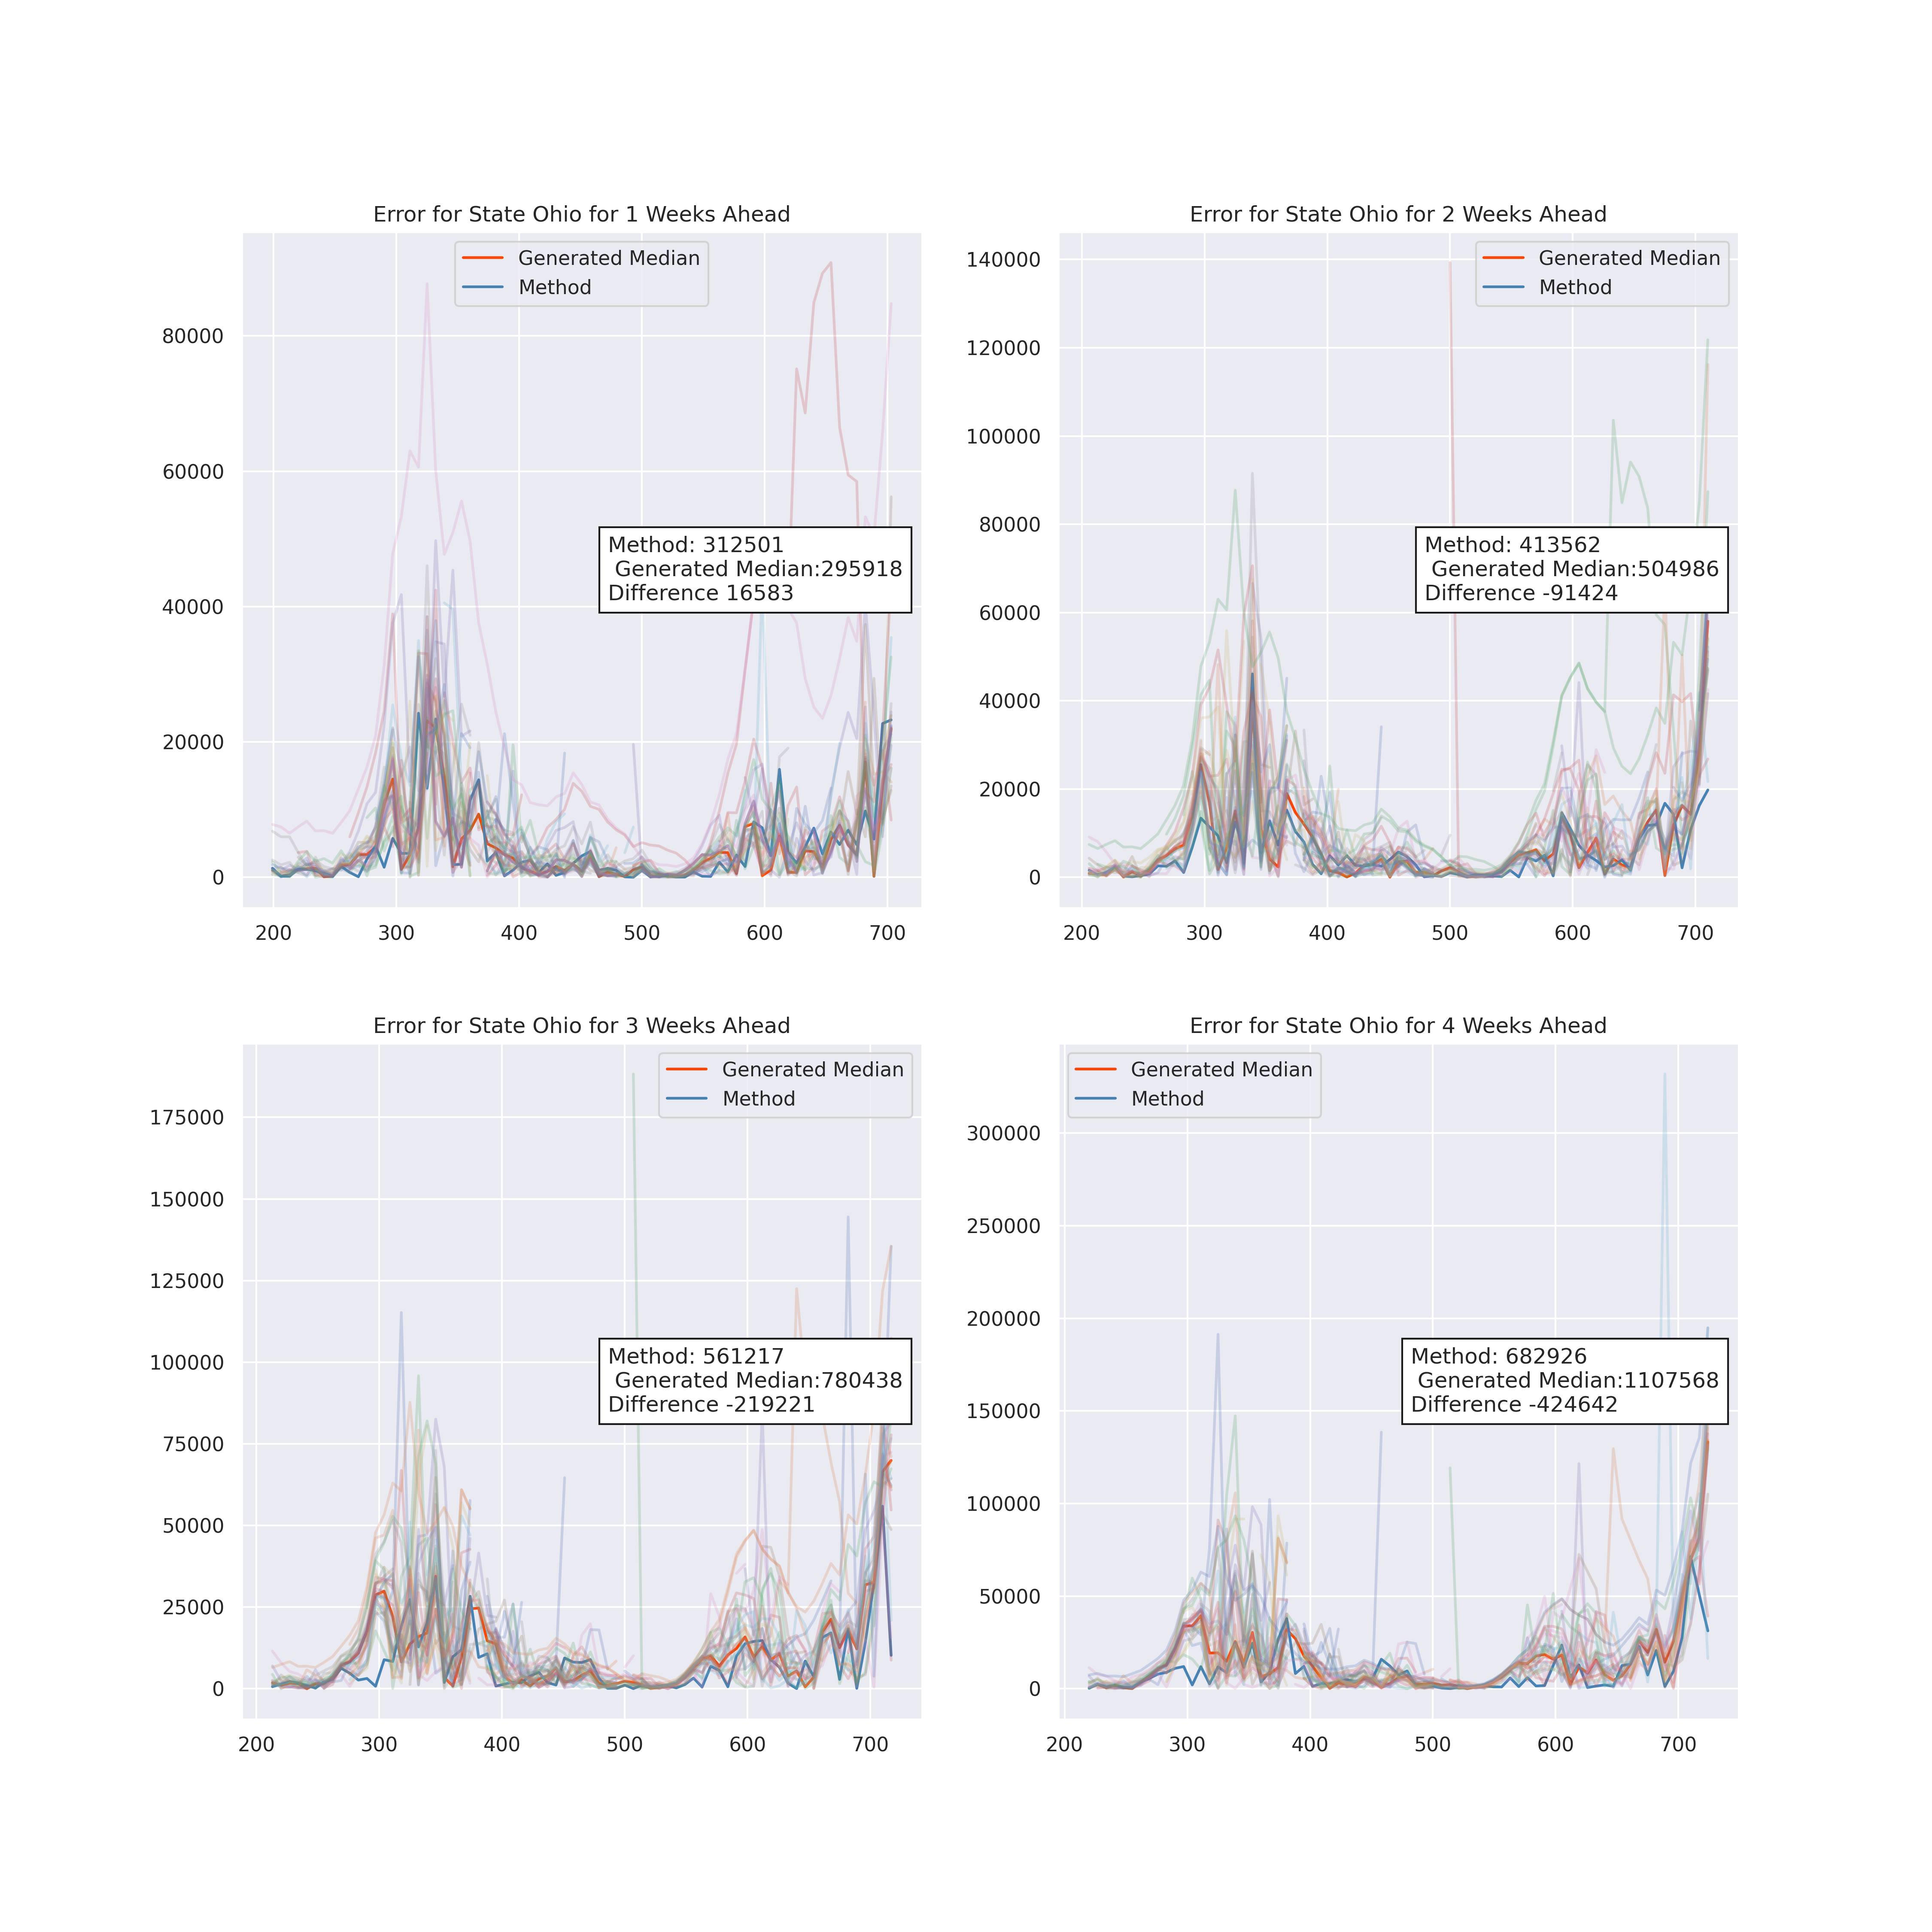 Error for State Ohio for 1 Weeks Ahead
Generated Median
Method
80000
60000
40000
20000
0
200 300 400 500 600 700
Method: 312501
Generated Median:295918
Difference 16583
Error for State Ohio for 2 Weeks Ahead
Generated Median
Method
140000
120000
100000
80000
60000
40000
20000
0
200 300 400 500 600 700
Method: 413562
Generated Median:504986
Difference -91424
Error for State Ohio for 3 Weeks Ahead
Generated Median
Method
175000
150000
125000
100000
75000
50000
25000
0
200 300 400 500 600 700
Method: 561217
Generated Median:780438
Difference -219221
Error for State Ohio for 4 Weeks Ahead
Generated Median
Method
300000
250000
200000
150000
100000
50000
0
200 300 400 500 600 700
Method: 682926
Generated Median:1107568
Difference -424642